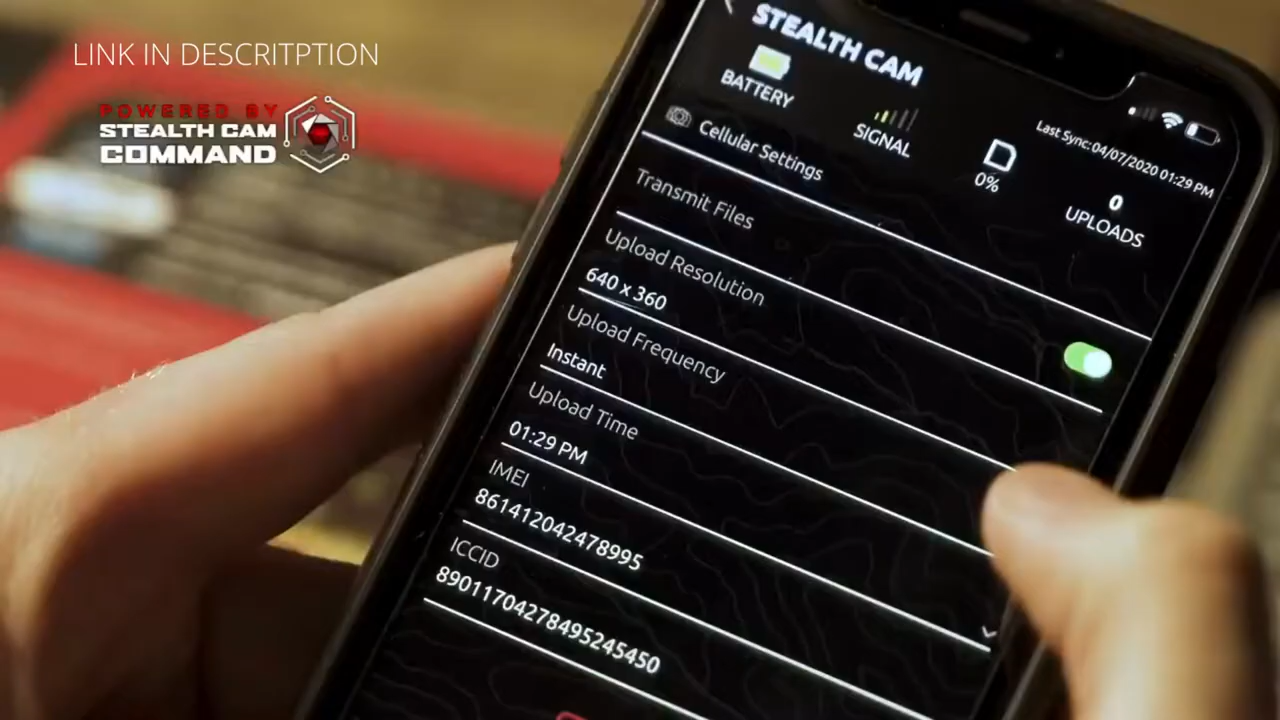 LINK IN DESCRITPTION
POWERED BY
STEALTH CAM
COMMAND
STEALTH CAM
BATTERY
SIGNAL
0%
0
UPLOADS
Last Sync: 04/07/2020 01:29 PM
Cellular Settings
Transmit Files
Upload Resolution
640 x 360
Upload Frequency
Instant
Upload Time
01:29 PM
IMEI
861412042478995
ICCID
89011704278495245450